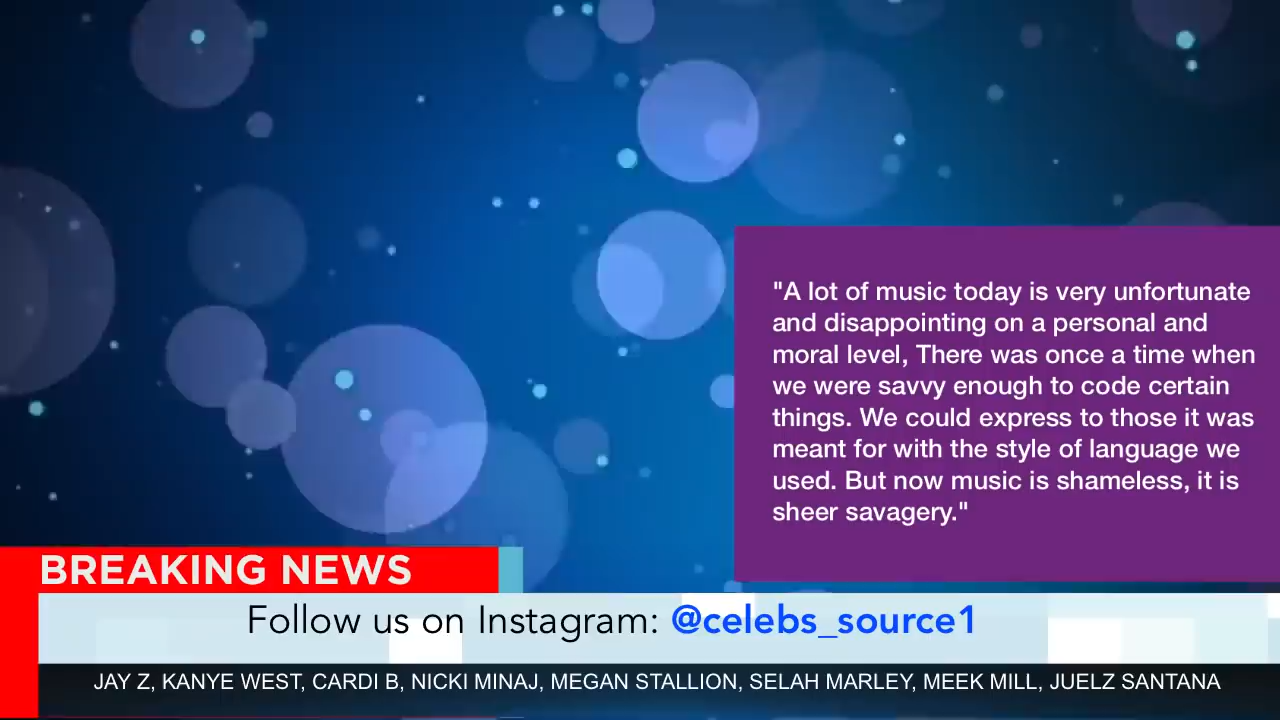 "A lot of music today is very unfortunate
and disappointing on a personal and
moral level, There was once a time when
we were savvy enough to code certain
things. We could express to those it was
meant for with the style of language we
used. But now music is shameless, it is
sheer savagery."
BREAKING NEWS
Follow us on Instagram: @celebs_source1
JAY Z, KANYE WEST, CARDI B, NICKI MINAJ, MEGAN STALLION, SELAH MARLEY, MEEK MILL, JUELZ SANTANA